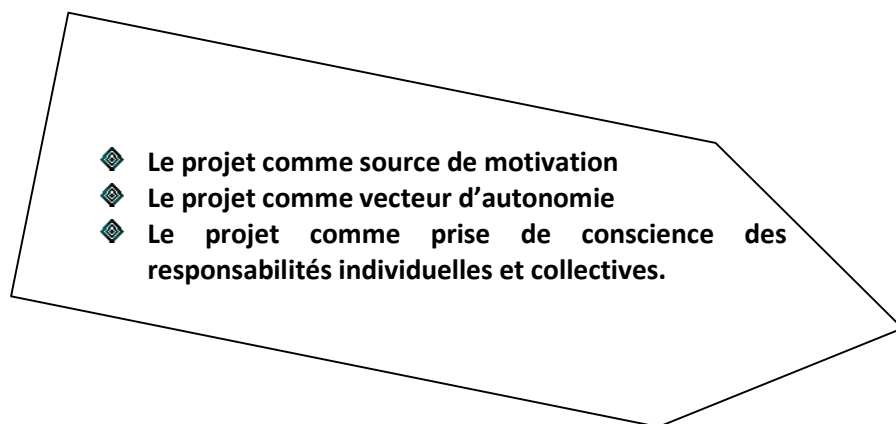 Le projet comme source de motivation
Le projet comme vecteur d’autonomie
Le projet comme prise de conscience des
responsabilités individuelles et collectives.